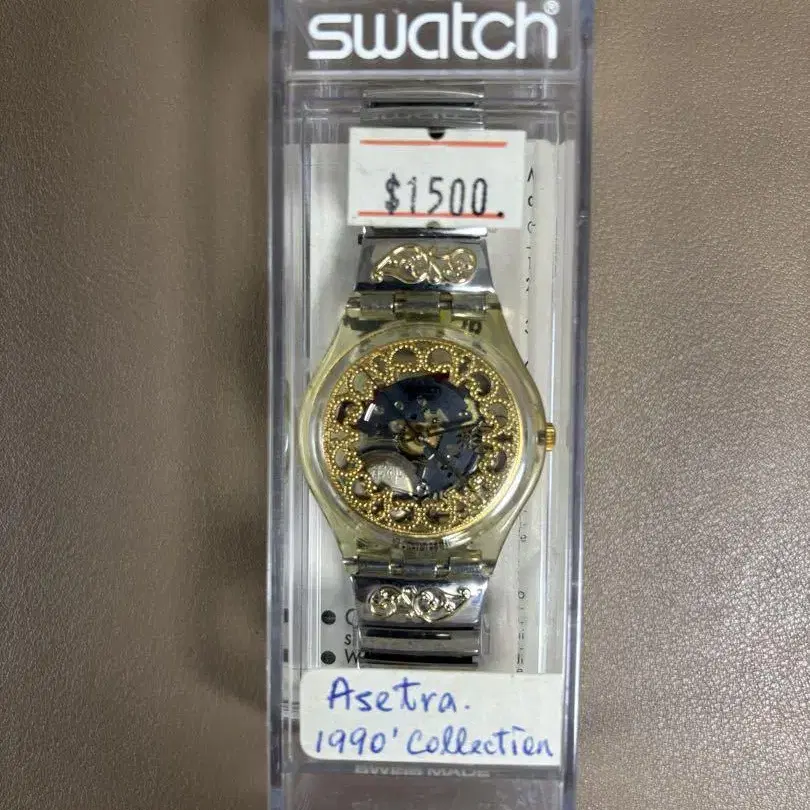 swatch®
$1500.
Asetra.
1990' Collection
SWISS MADE